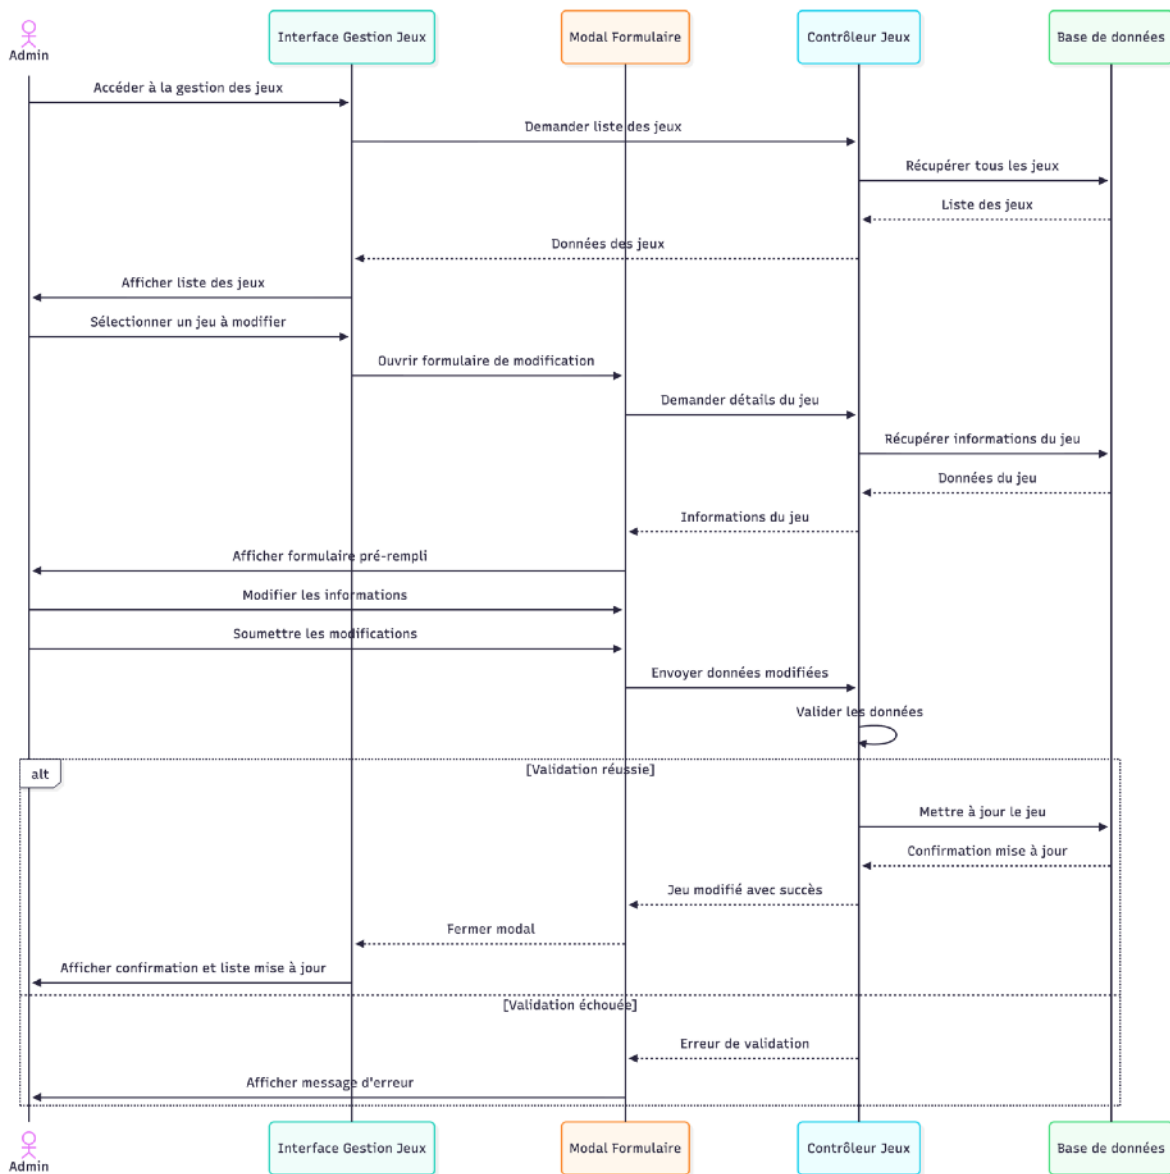 Admin
Interface Gestion Jeux
Modal Formulaire
Contrôleur Jeux
Base de données
Accéder à la gestion des jeux
Demander liste des jeux
Récupérer tous les jeux
Liste des jeux
Données des jeux
Afficher liste des jeux
Sélectionner un jeu à modifier
Ouvrir formulaire de modification
Demander détails du jeu
Récupérer informations du jeu
Données du jeu
Informations du jeu
Afficher formulaire pré-rempli
Modifier les informations
Soumettre les modifications
Envoyer données modifiées
Valider les données
alt
[Validation réussie]
Mettre à jour le jeu
Confirmation mise à jour
Jeu modifié avec succès
Fermer modal
Afficher confirmation et liste mise à jour
[Validation échouée]
Erreur de validation
Afficher message d'erreur
Admin
Interface Gestion Jeux
Modal Formulaire
Contrôleur Jeux
Base de données